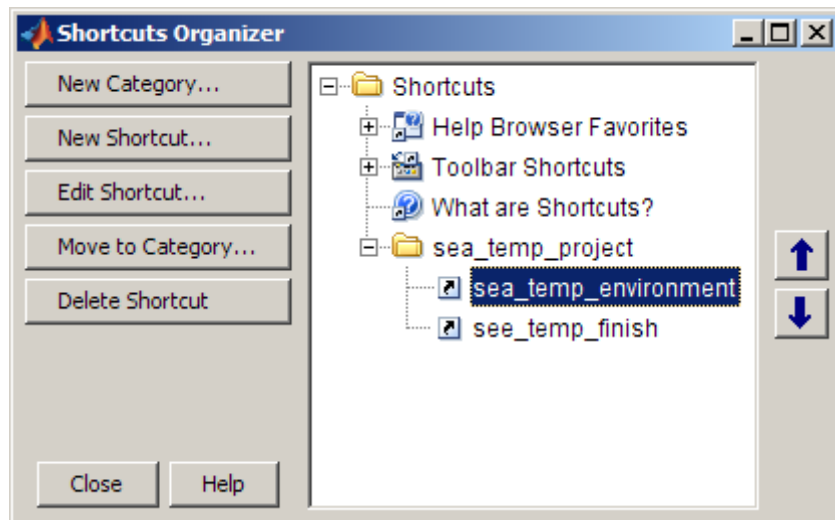 Shortcuts Organizer
New Category...
New Shortcut...
Edit Shortcut...
Move to Category...
Delete Shortcut
Close
Help
Shortcuts
Help Browser Favorites
Toolbar Shortcuts
What are Shortcuts?
sea_temp_project
sea_temp_environment
see_temp_finish